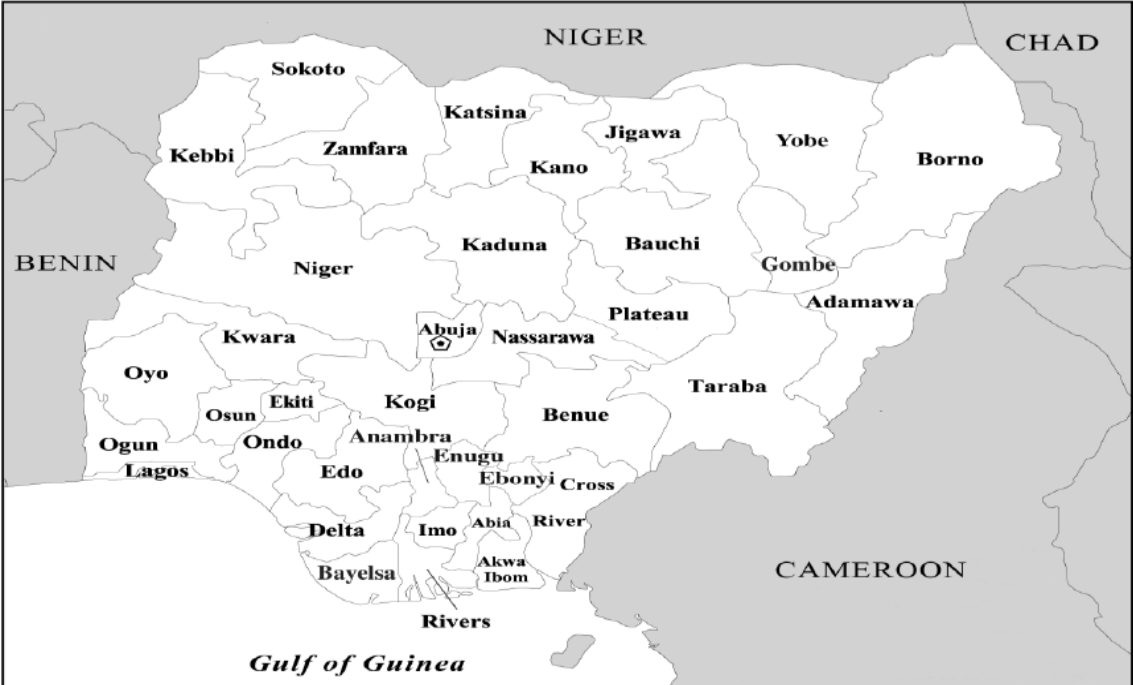 NIGER
CHAD
Sokoto
Katsina
Jigawa
Yobe
Borno
Kebbi
Zamfara
Kano
Kaduna
Bauchi
BENIN
Niger
Gombe
Adamawa
Plateau
Abuja
Nassarawa
Kwara
Oyo
Taraba
Ekiti
Kogi
Osun
Benue
Anambra
Ogun
Ondo
Enugu
Lagos
Edo
Ebonyi
Cross
River
Delta
Imo
Abia
Akwa
Ibom
Bayelsa
CAMEROON
Rivers
Gulf of Guinea